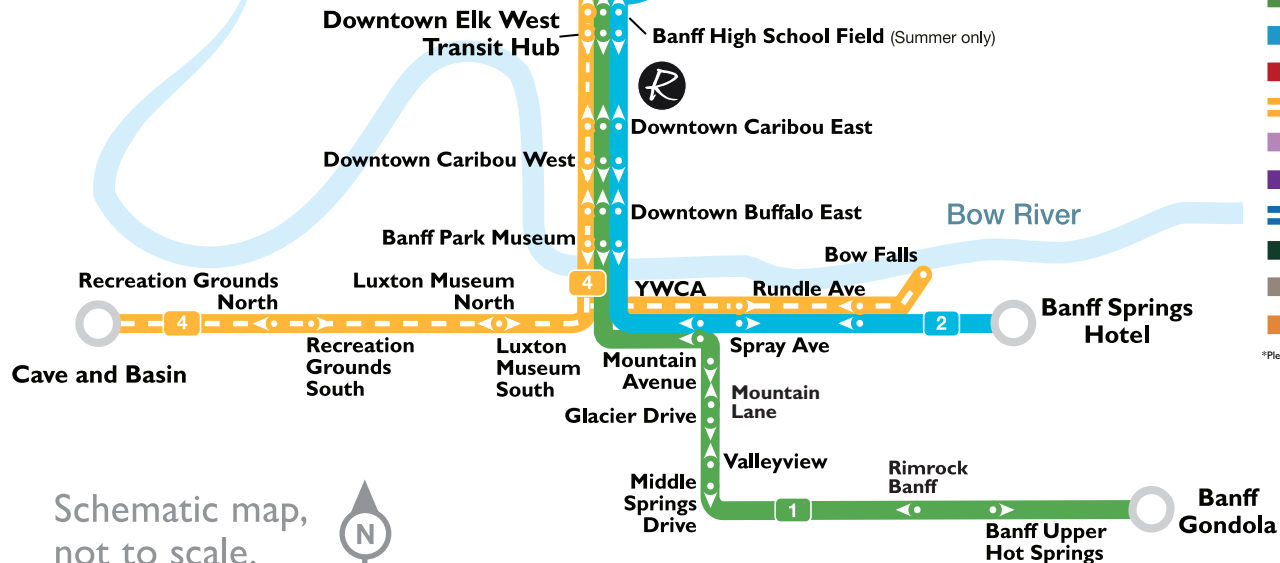 Downtown Elk West
Transit Hub
Banff High School Field (Summer only)
R
Downtown Caribou East
Downtown Caribou West
Downtown Buffalo East
Bow River
Banff Park Museum
Bow Falls
Recreation Grounds
North
Luxton Museum
North
4
YWCA
Rundle Ave
4
2
Banff Springs
Hotel
Recreation
Grounds
South
Luxton
Museum
South
Spray Ave
Mountain
Avenue
Cave and Basin
Mountain
Lane
Glacier Drive
Valleyview
Middle
Springs
Drive
Rimrock
Banff
1
Banff Upper
Hot Springs
Banff
Gondola
Schematic map,
not to scale.
N
*Ple